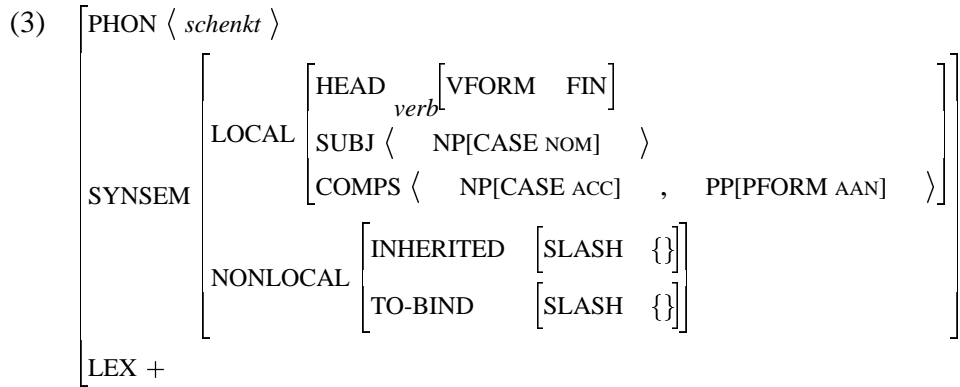 (3)
PHON ⟨ schenkt ⟩
HEAD verb[VFORM FIN]
LOCAL
SUBJ ⟨ NP[CASE NOM] ⟩
COMPS ⟨ NP[CASE ACC] , PP[PFORM AAN] ⟩
SYNSEM
INHERITED [SLASH {}]
NONLOCAL
TO-BIND [SLASH {}]
LEX +